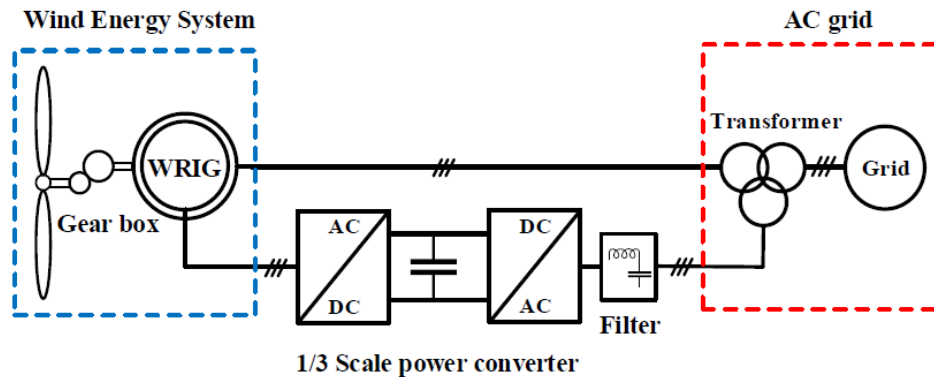 Wind Energy System
AC grid
Transformer
WRIG
Grid
Gear box
AC
DC
DC
AC
Filter
1/3 Scale power converter